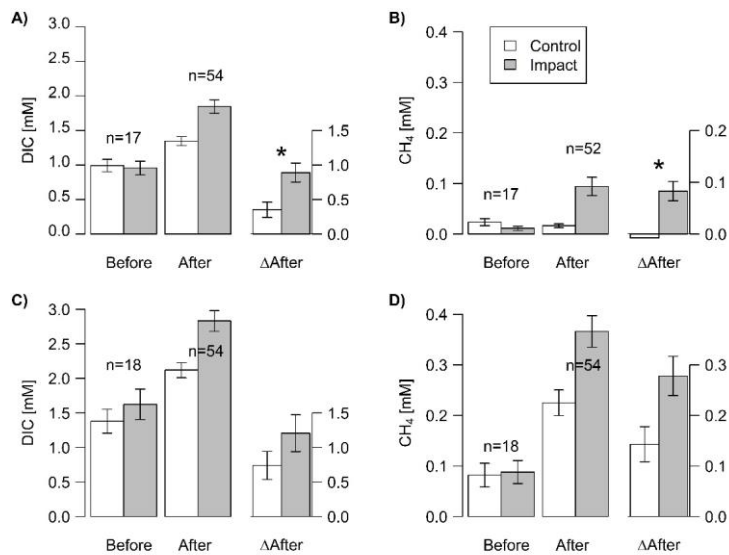 A)
3.0
2.5
2.0
1.5
1.0
0.5
0.0
DIC [mM]
n=17
n=54
*
1.5
1.0
0.5
0.0
Before
After
ΔAfter
B)
0.4
0.3
0.2
0.1
0.0
CH4 [mM]
Control
Impact
n=17
n=52
*
0.2
0.1
0.0
Before
After
ΔAfter
C)
3.0
2.5
2.0
1.5
1.0
0.5
0.0
DIC [mM]
n=18
n=54
1.5
1.0
0.5
0.0
Before
After
ΔAfter
D)
0.4
0.3
0.2
0.1
0.0
CH4 [mM]
n=18
n=54
0.3
0.2
0.1
0.0
Before
After
ΔAfter